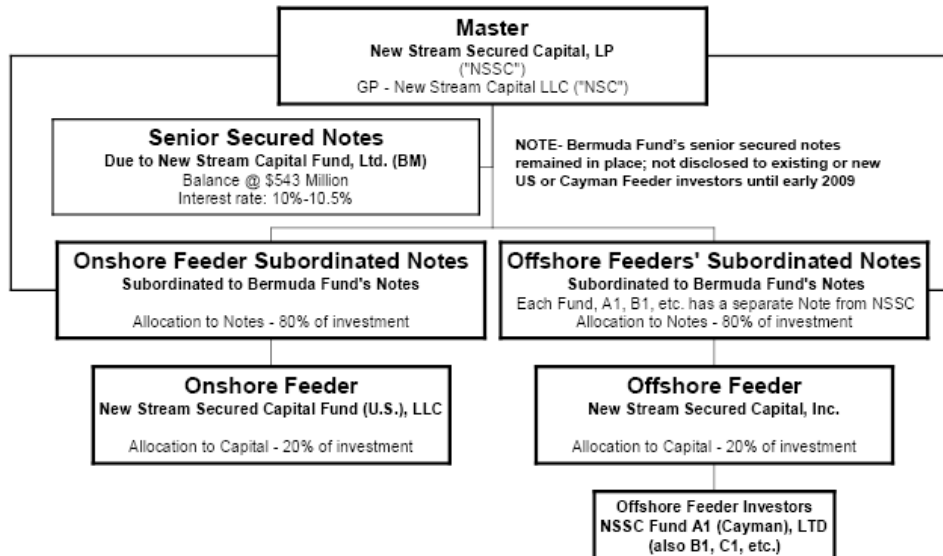 Master
New Stream Secured Capital, LP
("NSSC")
GP - New Stream Capital LLC ("NSC")
Senior Secured Notes
Due to New Stream Capital Fund, Ltd. (BM)
Balance @ $543 Million
Interest rate: 10%-10.5%
NOTE- Bermuda Fund's senior secured notes
remained in place; not disclosed to existing or new
US or Cayman Feeder investors until early 2009
Onshore Feeder Subordinated Notes
Subordinated to Bermuda Fund's Notes
Allocation to Notes - 80% of investment
Offshore Feeders' Subordinated Notes
Subordinated to Bermuda Fund's Notes
Each Fund, A1, B1, etc. has a separate Note from NSSC
Allocation to Notes - 80% of investment
Onshore Feeder
New Stream Secured Capital Fund (U.S.), LLC
Allocation to Capital - 20% of investment
Offshore Feeder
New Stream Secured Capital, Inc.
Allocation to Capital - 20% of investment
Offshore Feeder Investors
NSSC Fund A1 (Cayman), LTD
(also B1, C1, etc.)